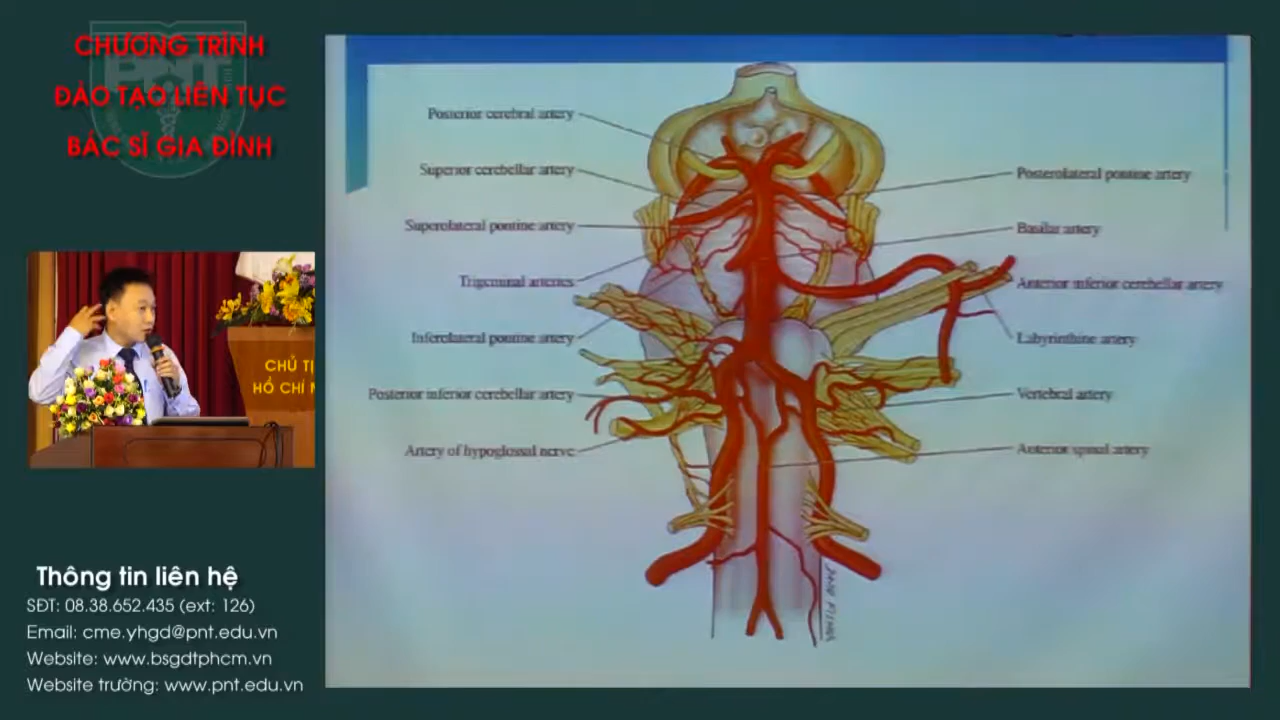 CHƯƠNG TRÌNH
ĐÀO TẠO LIÊN TỤC
BÁC SĨ GIA ĐÌNH
PNT
CHỦ TỊ
HỒ CHÍ M
Thông tin liên hệ
SĐT: 08.38.652.435 (ext: 126)
Email: cme.yhgd@pnt.edu.vn
Website: www.bsgdtphcm.vn
Website trường: www.pnt.edu.vn
Posterior cerebral artery
Superior cerebellar artery
Superolateral pontine artery
Trigeminal arteries
Inferolateral pontine artery
Posterior inferior cerebellar artery
Artery of hypoglossal nerve
Posterolateral pontine artery
Basilar artery
Anterior inferior cerebellar artery
Labyrinthine artery
Vertebral artery
Anterior spinal artery